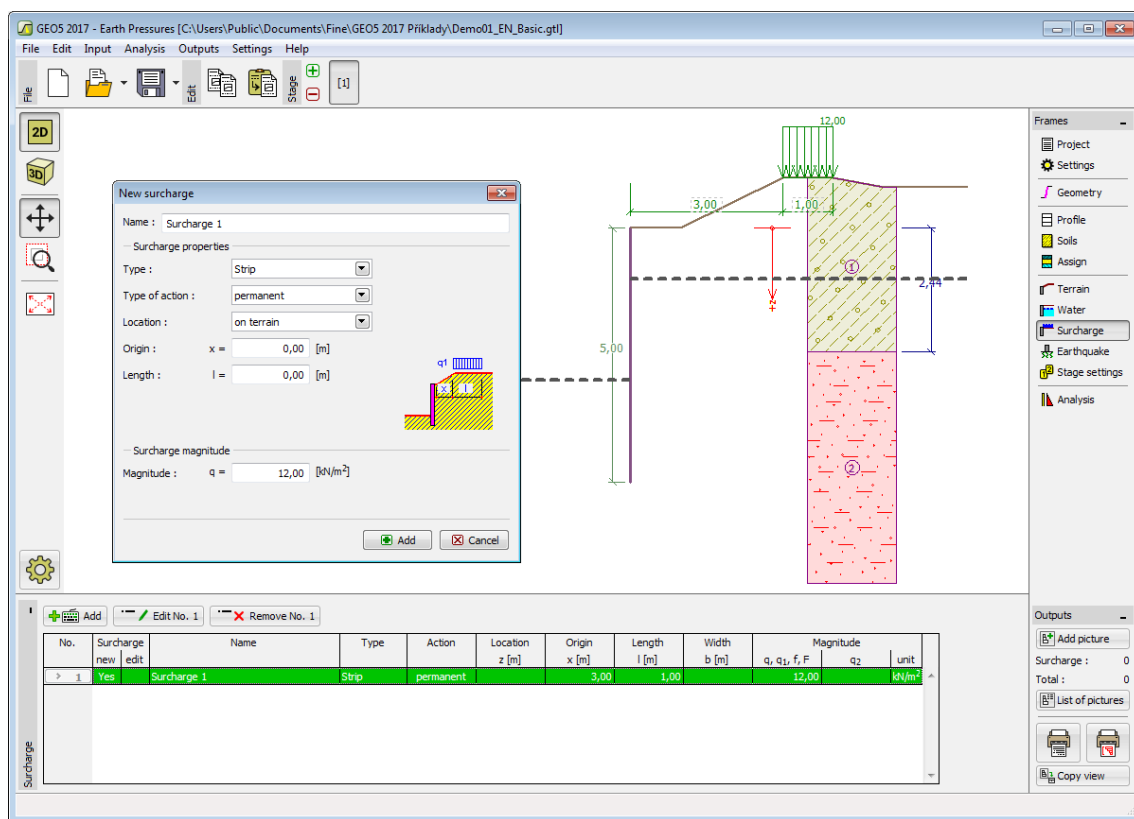 GEO5 2017 - Earth Pressures [C:\Users\Public\Documents\Fine\GEO5 2017 Příklady\Demo01_EN_Basic.gtl]
File Edit Input Analysis Outputs Settings Help
File
Edit
Stage
[1]
2D
3D
12,00
3,00
1,00
2,44
5,00
+z
1
2
New surcharge
Name : Surcharge 1
Surcharge properties
Type : Strip
Type of action : permanent
Location : on terrain
Origin : x = 0,00 [m]
Length : l = 0,00 [m]
q1
x l
Surcharge magnitude
Magnitude : q = 12,00 [kN/m²]
Add Cancel
Frames
Project
Settings
Geometry
Profile
Soils
Assign
Terrain
Water
Surcharge
Earthquake
Stage settings
Analysis
Surcharge
Add Edit No. 1 Remove No. 1
No. Surcharge Name Type Action Location Origin Length Width Magnitude
new edit z [m] x [m] l [m] b [m] q, q₁, f, F q₂ unit
1 Yes Surcharge 1 Strip permanent 3,00 1,00 12,00 kN/m²
Outputs
Add picture
Surcharge : 0
Total : 0
List of pictures
Copy view